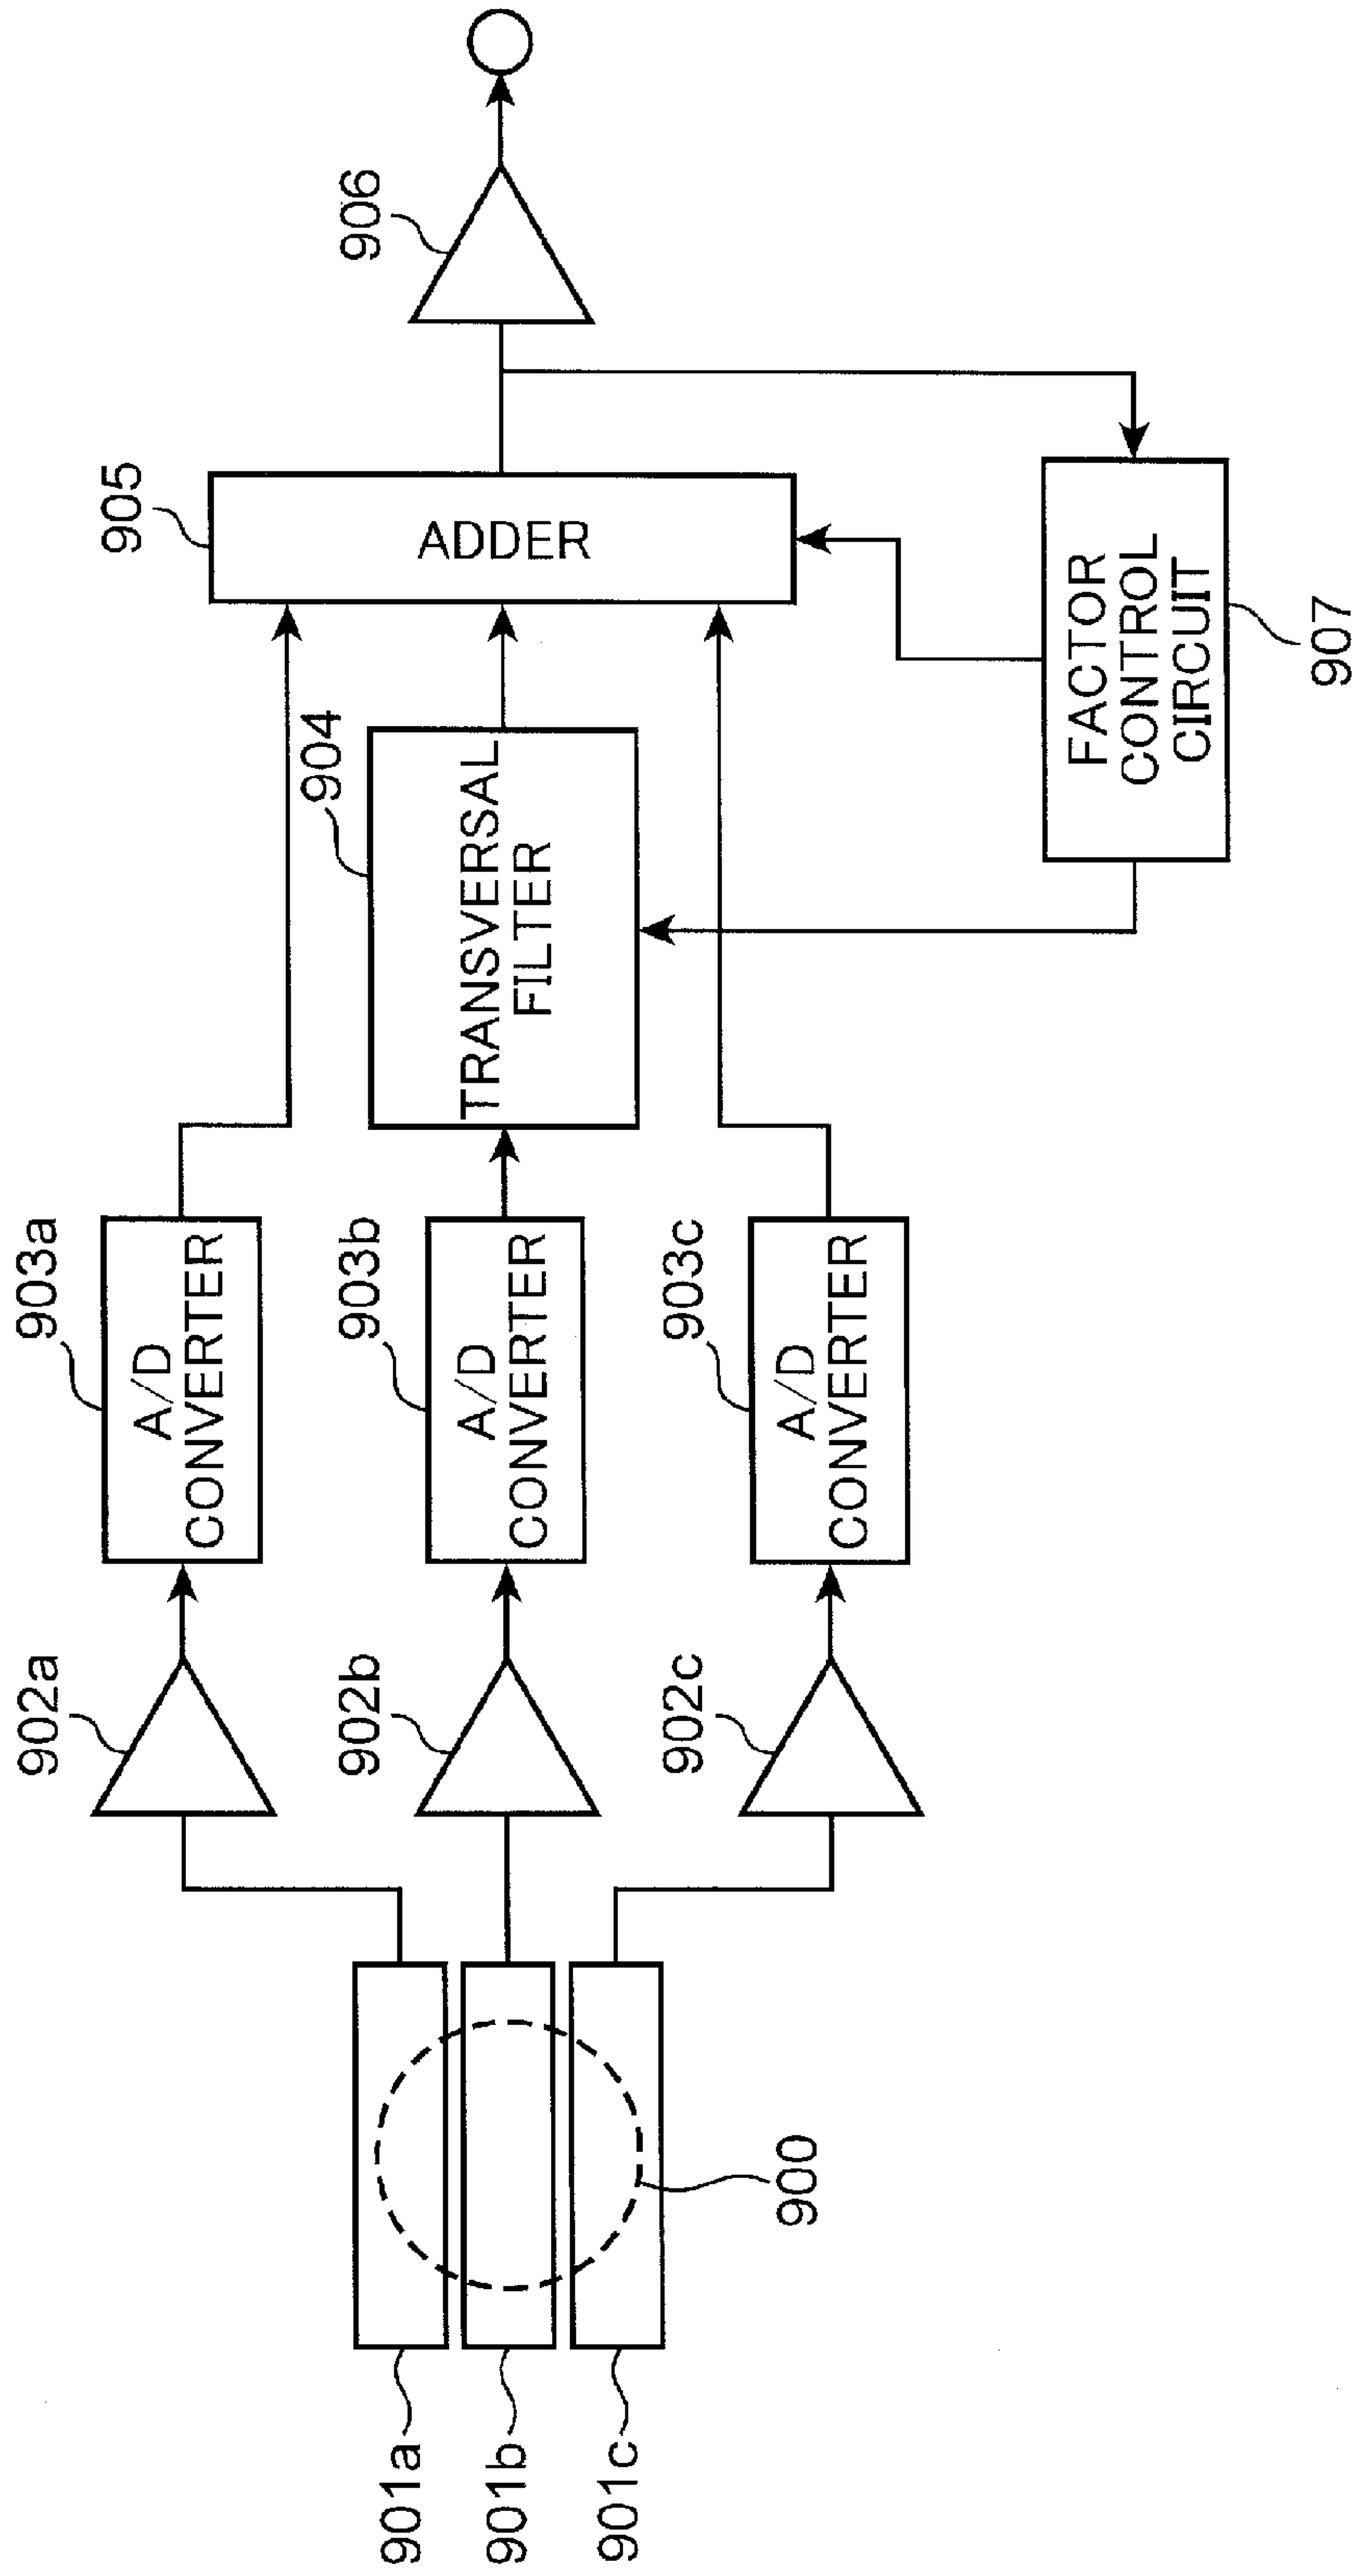 901a
901b
901c
900
902a
902b
902c
903a
A/D
CONVERTER
903b
A/D
CONVERTER
903c
A/D
CONVERTER
904
TRANSVERSAL
FILTER
905
ADDER
906
FACTOR
CONTROL
CIRCUIT
907